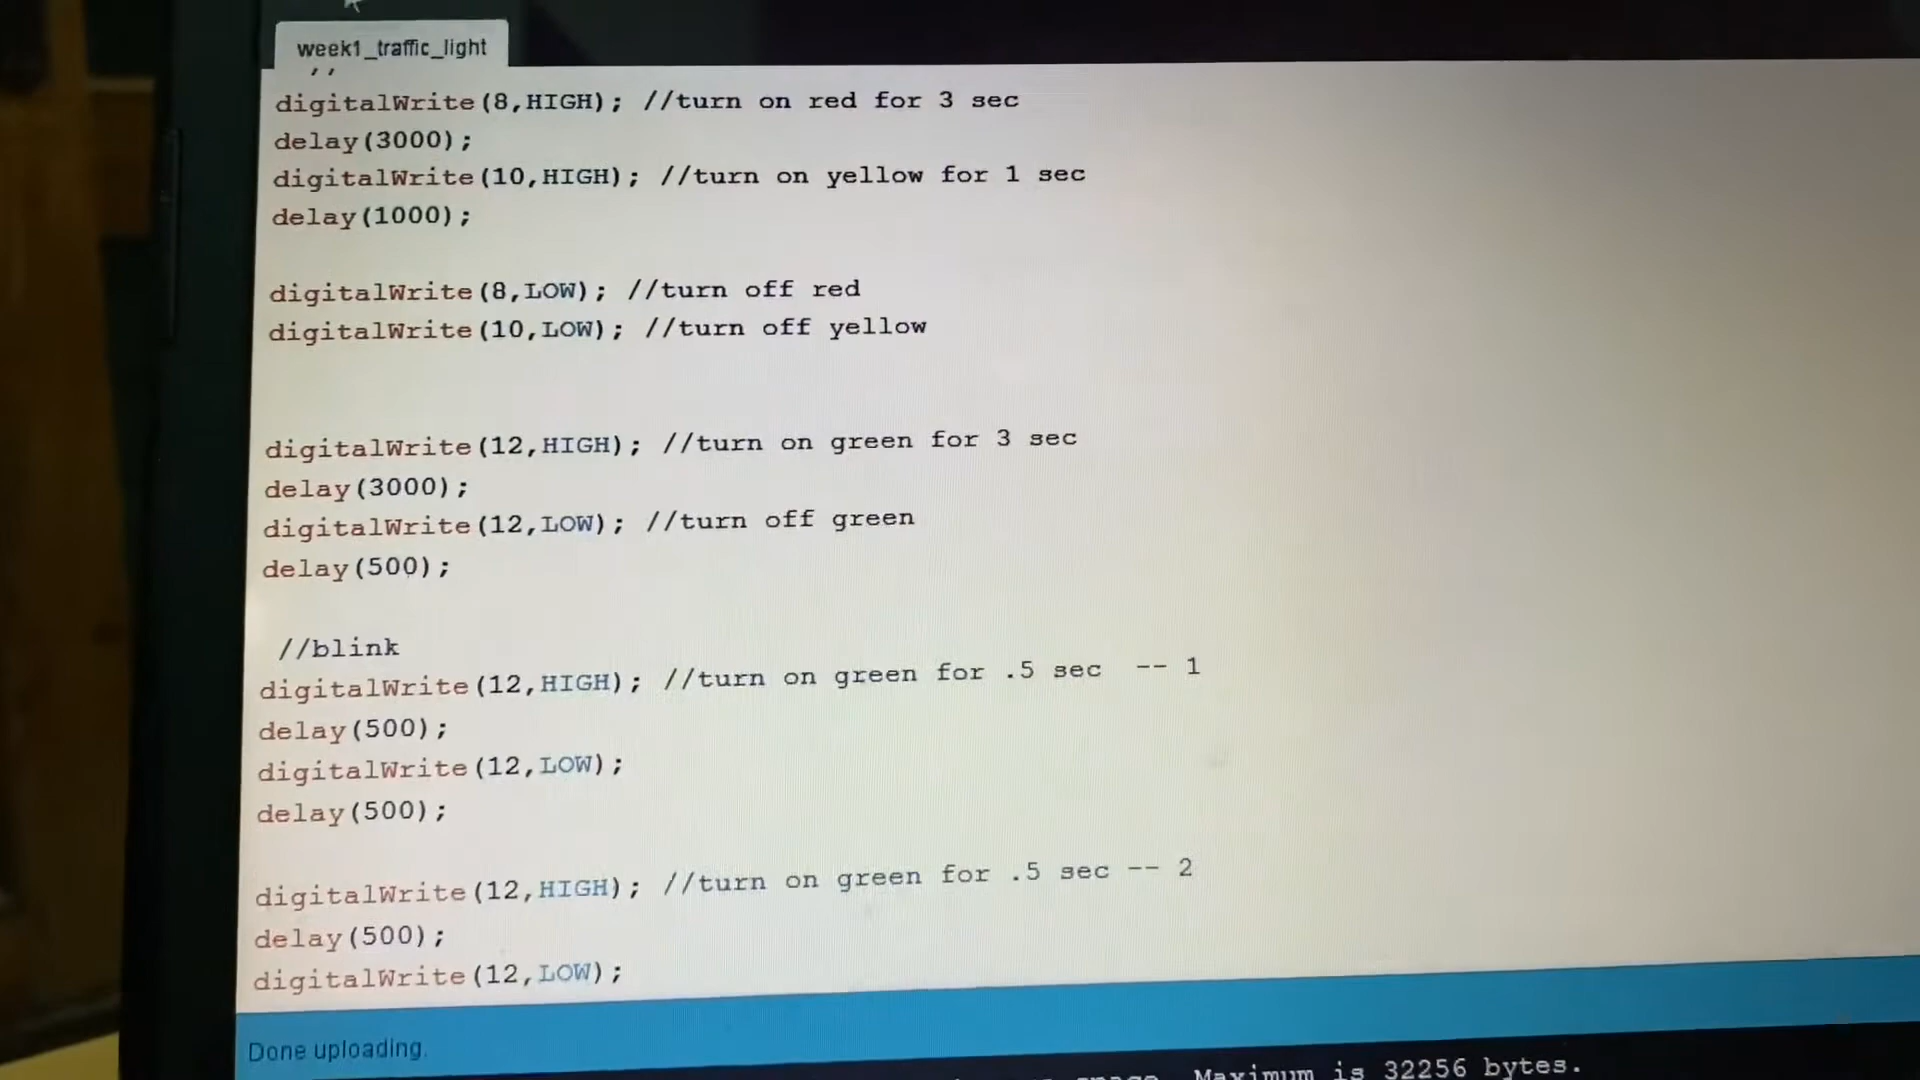 week1_traffic_light
digitalWrite(8,HIGH); //turn on red for 3 sec
delay(3000);
digitalWrite(10,HIGH); //turn on yellow for 1 sec
delay(1000);
digitalWrite(8,LOW); //turn off red
digitalWrite(10,LOW); //turn off yellow
digitalWrite(12,HIGH); //turn on green for 3 sec
delay(3000);
digitalWrite(12,LOW); //turn off green
delay(500);
//blink
digitalWrite(12,HIGH); //turn on green for .5 sec -- 1
delay(500);
digitalWrite(12,LOW);
delay(500);
digitalWrite(12,HIGH); //turn on green for .5 sec -- 2
delay(500);
digitalWrite(12,LOW);
Done uploading.
Maximum is 32256 bytes.